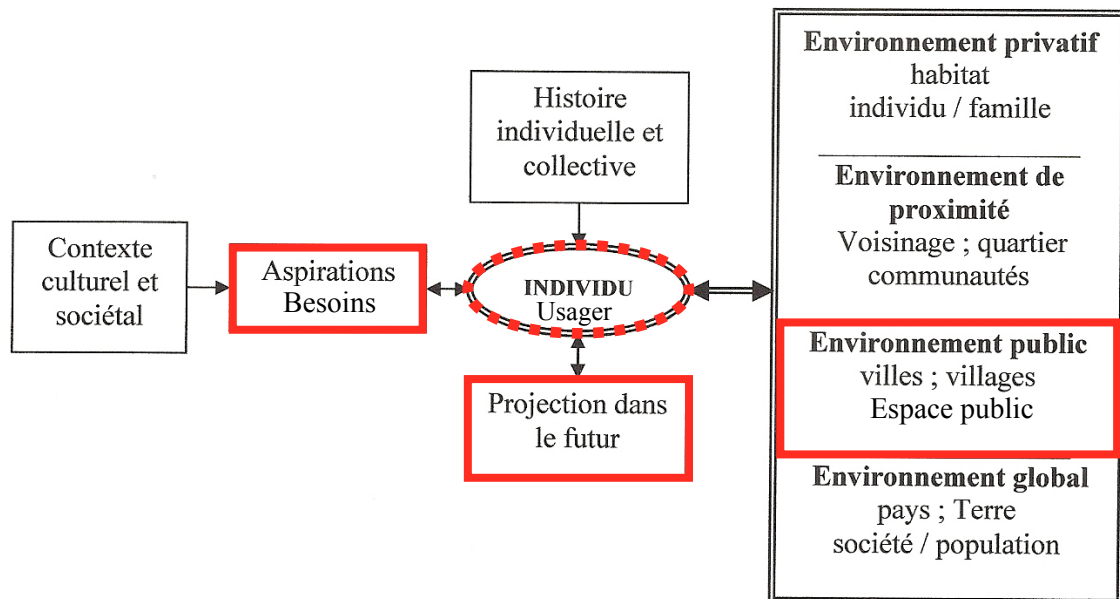 Contexte
culturel et
sociétal
Aspirations
Besoins
Histoire
individuelle et
collective
INDIVIDU
Usager
Projection dans
le futur
Environnement privatif
habitat
individu / famille
Environnement de
proximité
Voisinage ; quartier
communautés
Environnement public
villes ; villages
Espace public
Environnement global
pays ; Terre
société / population